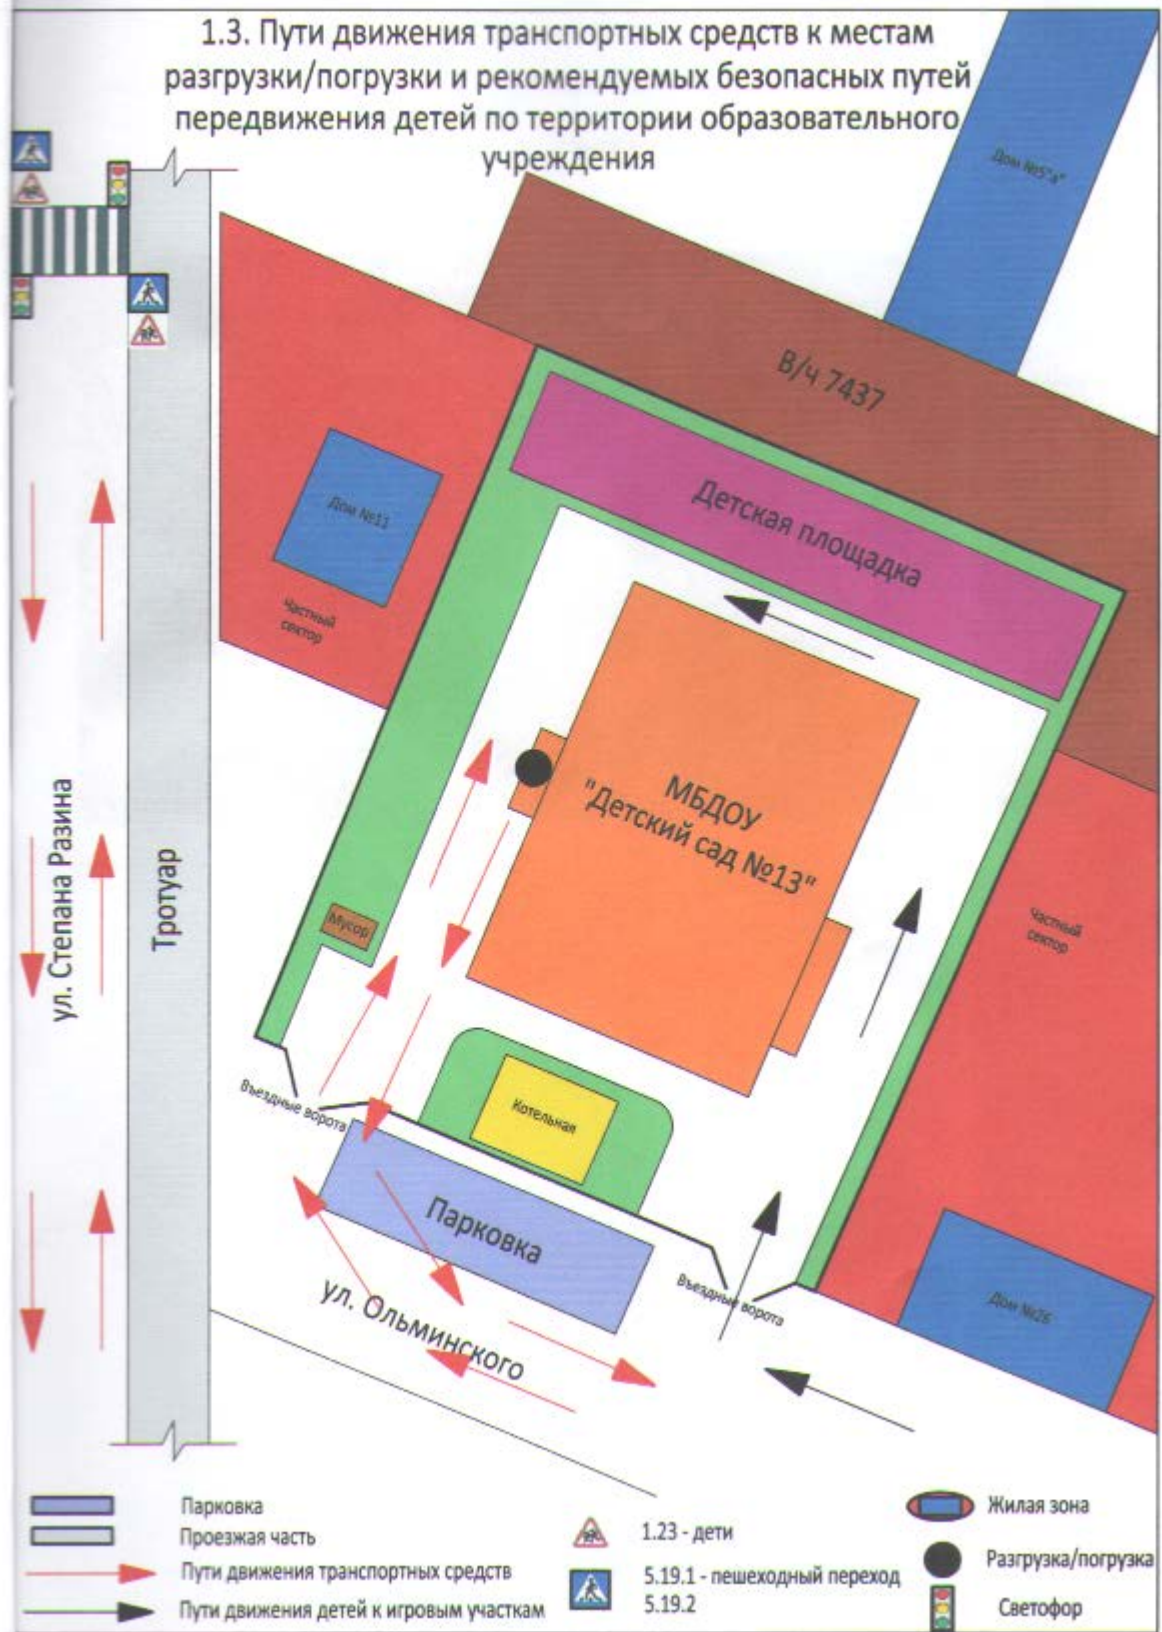 1.3. Пути движения транспортных средств к местам
разгрузки/погрузки и рекомендуемых безопасных путей
передвижения детей по территории образовательного
учреждения
Дом №5"а"
В/ч 7437
Детская площадка
Дом №11
Частный
сектор
МБДОУ
"Детский сад №13"
ул. Степана Разина
Тротуар
Мусор
Частный
сектор
Въездные ворота
Котельная
Парковка
Въездные ворота
ул. Ольминского
Дом №26
Парковка
Проезжая часть
Пути движения транспортных средств
Пути движения детей к игровым участкам
1.23 - дети
5.19.1 - пешеходный переход
5.19.2
Жилая зона
Разгрузка/погрузка
Светофор